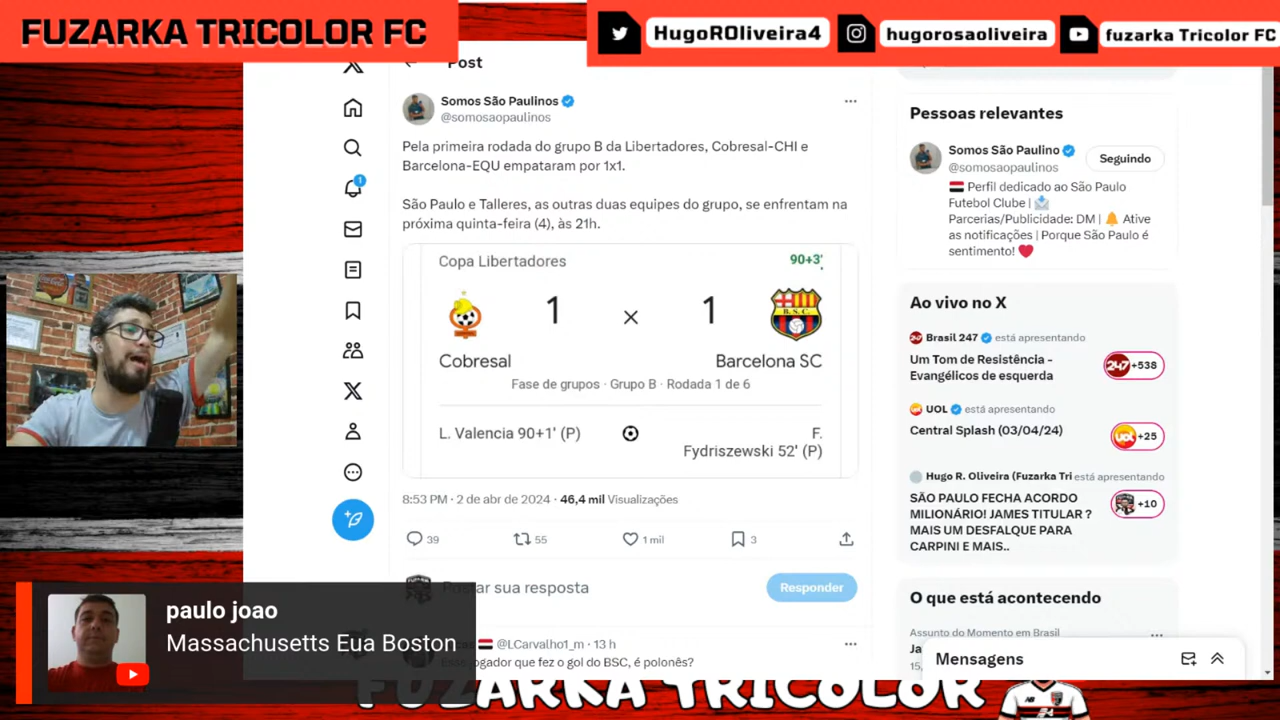 FUZARKA TRICOLOR FC
HugoROliveira4
hugorosaoliveira
fuzarka Tricolor FC
Post
Somos São Paulinos
@somosaopaulinos
Pela primeira rodada do grupo B da Libertadores, Cobresal-CHI e
Barcelona-EQU empataram por 1x1.
São Paulo e Talleres, as outras duas equipes do grupo, se enfrentam na
próxima quinta-feira (4), às 21h.
Copa Libertadores
90+3'
1 × 1
B.S.C.
Cobresal
Barcelona SC
Fase de grupos · Grupo B · Rodada 1 de 6
L. Valencia 90+1' (P)
F.
Fydriszewski 52' (P)
8:53 PM · 2 de abr de 2024 · 46,4 mil Visualizações
39
55
1 mil
3
sua resposta
Responder
@LCarvalho1_m · 13 h
jogador que fez o gol do BSC, é polonês?
Pessoas relevantes
Somos São Paulino
@somosaopaulinos
Seguindo
Perfil dedicado ao São Paulo
Futebol Clube |
Parcerias/Publicidade: DM | Ative
as notificações | Porque São Paulo é
sentimento!
Ao vivo no X
Brasil 247 está apresentando
Um Tom de Resistência -
Evangélicos de esquerda
247 +538
UOL está apresentando
Central Splash (03/04/24)
UOL +25
Hugo R. Oliveira (Fuzarka Tri está apresentando
SÃO PAULO FECHA ACORDO
MILIONÁRIO! JAMES TITULAR ?
MAIS UM DESFALQUE PARA
CARPINI E MAIS..
+10
O que está acontecendo
Assunto do Momento em Brasil
Ja
15,
Mensagens
1
paulo joao
Massachusetts Eua Boston
FUZARKA TRICOLOR